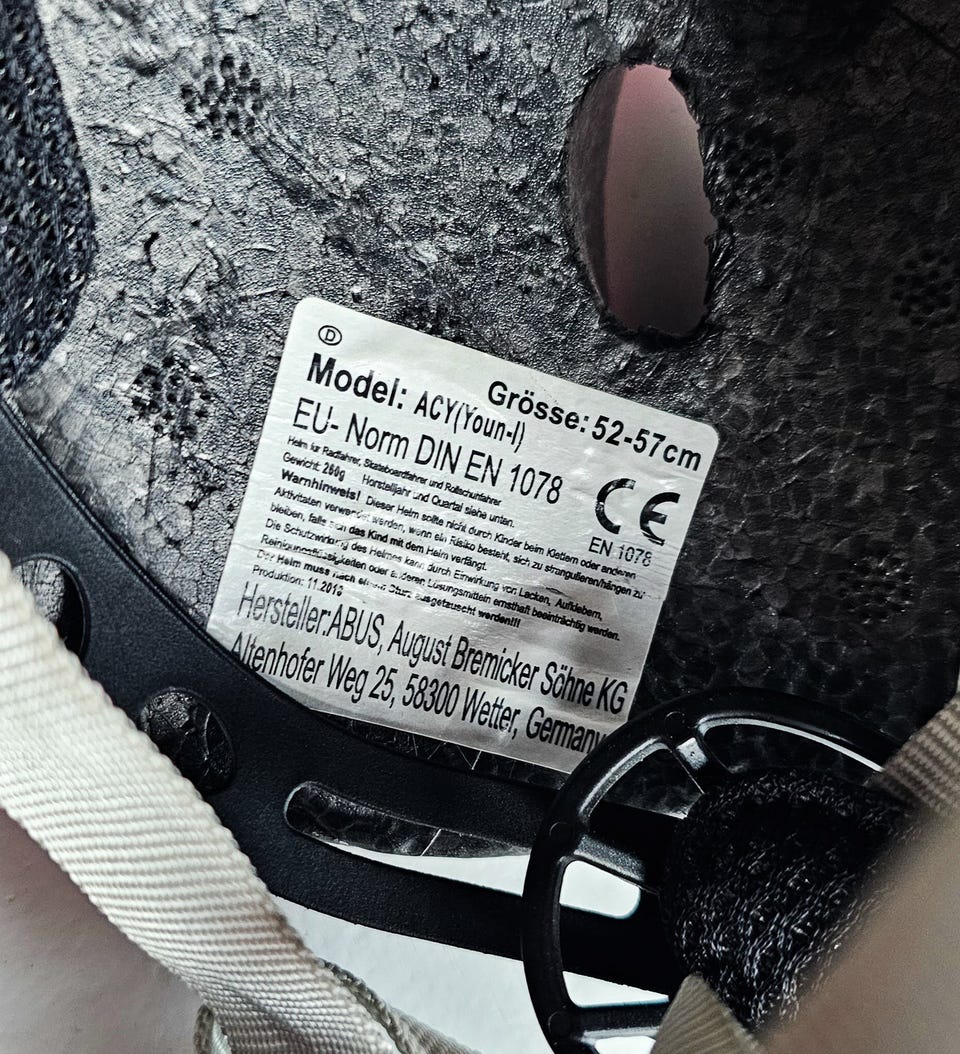 D
Grösse: 52-57cm
Model: ACY(Youn-I)
EU- Norm DIN EN 1078
CE
EN 1078
Helm für Radfahrer, Skateboardfahrer und Rollschuhfahrer
Gewicht: 260g Horstelljahr und Quartal siehe unten.
Warnhinweis! Dieser Helm sollte nicht durch Kinder beim Klettern oder anderen
Aktivitäten verwendet werden, wenn ein Risiko besteht, sich zu strangulieren/hängen zu
bleiben, falls sich das Kind mit dem Helm verfängt.
Die Schutzwirkung des Helmes kann durch Einwirkung von Lacken, Aufklebern,
Reinigungsflüssigkeiten oder anderen Lösungsmitteln ernsthaft beeinträchtig werden.
Der Helm muss nach einem Sturz ausgetuzscht werden!!!
Produktion: 11.2018
Hersteller:ABUS, August Bremicker Söhne KG
Altenhofer Weg 25, 58300 Wetter, Germany